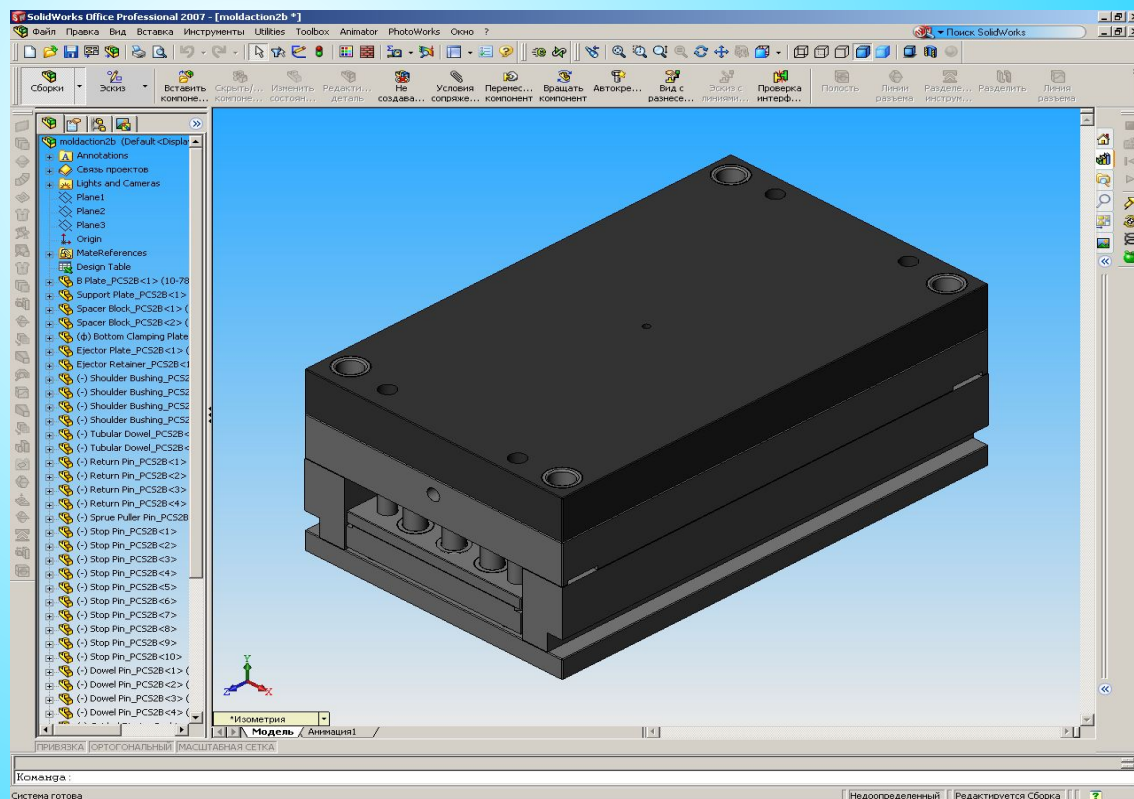 SolidWorks Office Professional 2007 - [moldaction2b *]
Файл Правка Вид Вставка Инструменты Utilities Toolbox Animator PhotoWorks Окно ?
Поиск SolidWorks
Сборки Эскиз Вставить компоне... Скрыть/... компоне... Изменить состоян... Редакти... деталь Не создава... Условия сопряже... Перемес... компонент Вращать компонент Автокре... Вид с разнесе... Эскиз с линиями... Проверка интерф... Полость Линии разъема Разделе... инструм... Разделить Линия разъема
moldaction2b (Default<Displa
Annotations
Связь проектов
Lights and Cameras
Plane1
Plane2
Plane3
Origin
MateReferences
Design Table
B Plate_PCS2B<1> (10-78
Support Plate_PCS2B<1>
Spacer Block_PCS2B<1> (
Spacer Block_PCS2B<2> (
(ф) Bottom Clamping Plate
Ejector Plate_PCS2B<1> (
Ejector Retainer_PCS2B<1
(-) Shoulder Bushing_PCS2
(-) Shoulder Bushing_PCS2
(-) Shoulder Bushing_PCS2
(-) Shoulder Bushing_PCS2
(-) Tubular Dowel_PCS2B<
(-) Tubular Dowel_PCS2B<
(-) Return Pin_PCS2B<1>
(-) Return Pin_PCS2B<2>
(-) Return Pin_PCS2B<3>
(-) Return Pin_PCS2B<4>
(-) Sprue Puller Pin_PCS2B
(-) Stop Pin_PCS2B<1>
(-) Stop Pin_PCS2B<2>
(-) Stop Pin_PCS2B<3>
(-) Stop Pin_PCS2B<4>
(-) Stop Pin_PCS2B<5>
(-) Stop Pin_PCS2B<6>
(-) Stop Pin_PCS2B<7>
(-) Stop Pin_PCS2B<8>
(-) Stop Pin_PCS2B<9>
(-) Stop Pin_PCS2B<10>
(-) Dowel Pin_PCS2B<1> (
(-) Dowel Pin_PCS2B<2> (
(-) Dowel Pin_PCS2B<3> (
(-) Dowel Pin_PCS2B<4> (
Y
Z X
*Изометрия
Модель Анимация1
ПРИВЯЗКА ОРТОГОНАЛЬНЫЙ МАСШТАБНАЯ СЕТКА
Команда:
Система готова Недоопределенный Редактируется Сборка ?